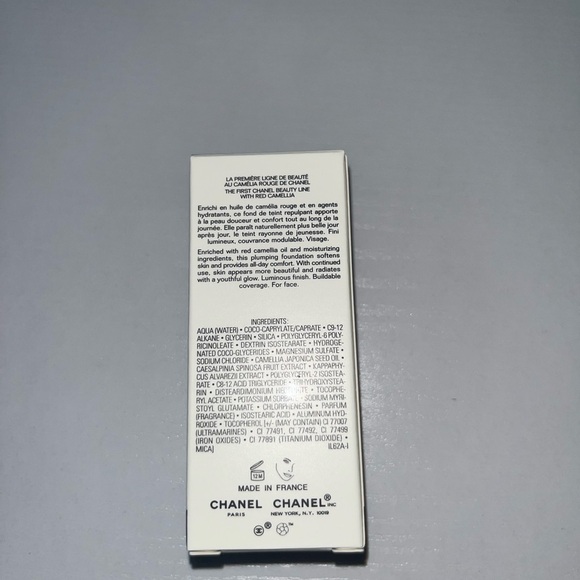 LA PREMIÈRE LIGNE DE BEAUTÉ
AU CAMÉLIA ROUGE DE CHANEL
THE FIRST CHANEL BEAUTY LINE
WITH RED CAMELLIA
Enrichi en huile de camélia rouge et en agents
hydratants, ce fond de teint repulpant apporte
à la peau douceur et confort tout au long de la
journée. Elle paraît naturellement plus belle jour
après jour, le teint rayonne de jeunesse. Fini
lumineux, couvrance modulable. Visage.
Enriched with red camellia oil and moisturizing
ingredients, this plumping foundation softens
skin and provides all-day comfort. With continued
use, skin appears more beautiful and radiates
with a youthful glow. Luminous finish. Buildable
coverage. For face.
INGREDIENTS:
AQUA (WATER) • COCO-CAPRYLATE/CAPRATE • C9-12
ALKANE • GLYCERIN • SILICA • POLYGLYCERYL-6 POLY-
RICINOLEATE • DEXTRIN ISOSTEARATE • HYDROGE-
NATED COCO-GLYCERIDES • MAGNESIUM SULFATE •
SODIUM CHLORIDE • CAMELLIA JAPONICA SEED OIL •
CAESALPINIA SPINOSA FRUIT EXTRACT • KAPPAPHY-
CUS ALVAREZII EXTRACT • POLYGLYCERYL-2 ISOSTEA-
RATE • C8-12 ACID TRIGLYCERIDE • TRIHYDROXYSTEA-
RIN • DISTEARDIMONIUM HECTORITE • TOCOPHE-
RYL ACETATE • POTASSIUM SORBATE • SODIUM MYRI-
STOYL GLUTAMATE • CHLORPHENESIN • PARFUM
(FRAGRANCE) • ISOSTEARIC ACID • ALUMINUM HYD-
ROXIDE • TOCOPHEROL [+/- (MAY CONTAIN) CI 77007
(ULTRAMARINES) • CI 77491, CI 77492, CI 77499
(IRON OXIDES) • CI 77891 (TITANIUM DIOXIDE) •
MICA] IL62A-I
12 M
MADE IN FRANCE
CHANEL CHANEL® INC
PARIS NEW YORK, N.Y. 10019
® ™